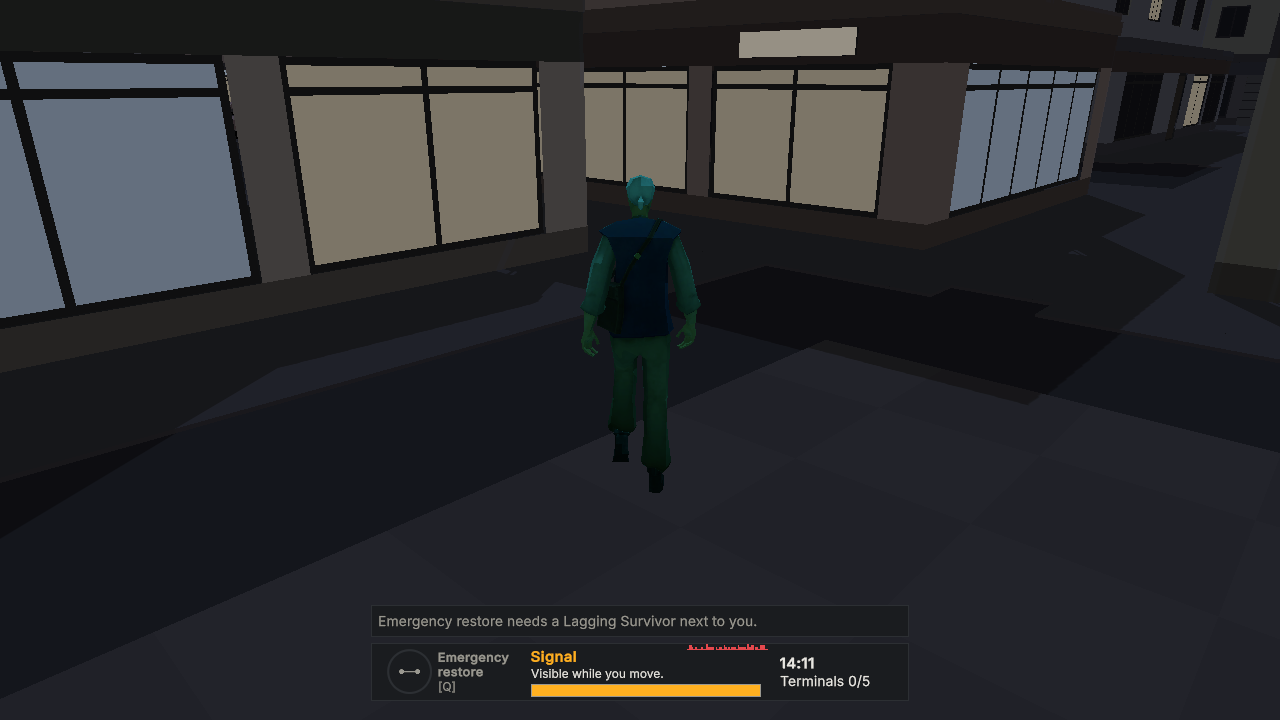 Emergency restore needs a Lagging Survivor next to you.
Emergency
restore
[Q]
Signal
Visible while you move.
14:11
Terminals 0/5